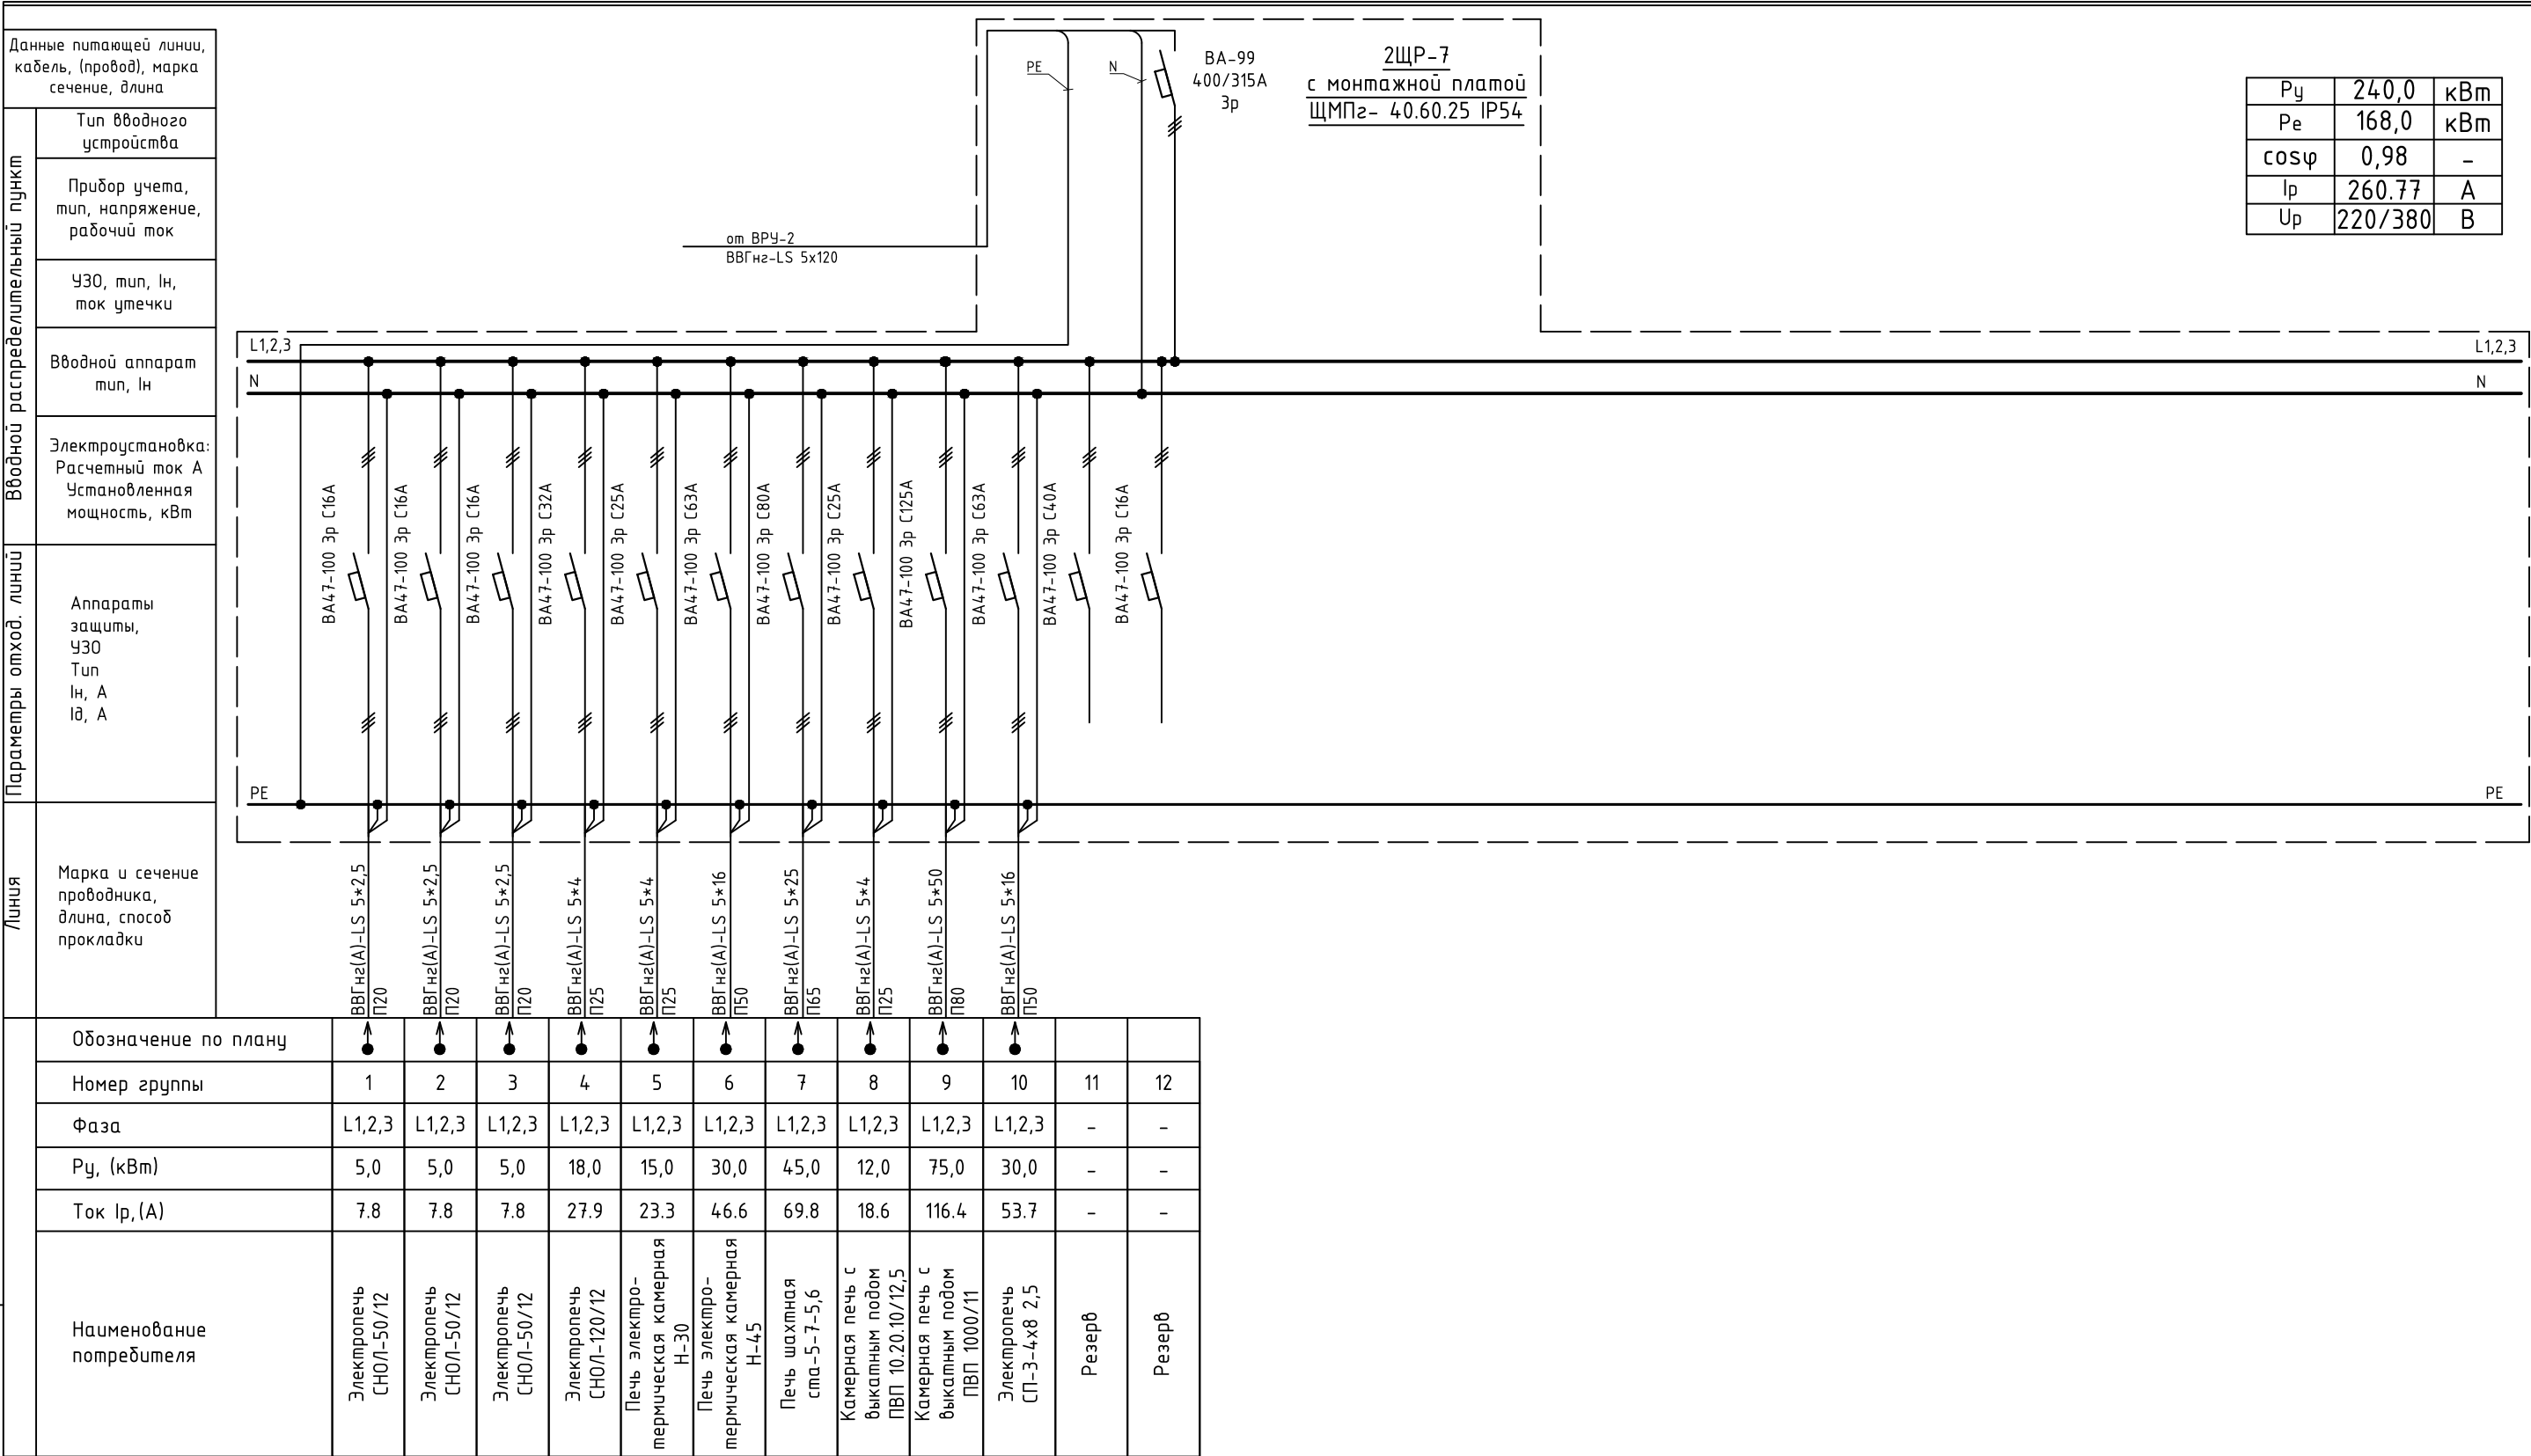 Данные питающей линии,
кабель, (провод), марка
сечение, длина
Вводной распределительный пункт
Тип вводного
устройства
Прибор учета,
тип, напряжение,
рабочий ток
УЗО, тип, Iн,
ток утечки
Вводной аппарат
тип, Iн
Электроустановка:
Расчетный ток А
Установленная
мощность, кВт
Параметры отход. линий
Аппараты
защиты,
УЗО
Тип
Iн, А
Iд, А
Линия
Марка и сечение
проводника,
длина, способ
прокладки
PE
N
ВА-99
400/315А
3р
2ЩР-7
с монтажной платой
ЩМПг- 40.60.25 IP54
Ру 240,0 кВт
Ре 168,0 кВт
cosφ 0,98 -
Iр 260.77 А
Uр 220/380 В
от ВРУ-2
ВВГнг-LS 5х120
L1,2,3
L1,2,3
N
N
ВА47-100 3р С16А
ВА47-100 3р С16А
ВА47-100 3р С16А
ВА47-100 3р С32А
ВА47-100 3р С25А
ВА47-100 3р С63А
ВА47-100 3р С80А
ВА47-100 3р С25А
ВА47-100 3р С125А
ВА47-100 3р С63А
ВА47-100 3р С40А
ВА47-100 3р С16А
PE
PE
ВВГнг(А)-LS 5*2,5
П20
ВВГнг(А)-LS 5*2,5
П20
ВВГнг(А)-LS 5*2,5
П20
ВВГнг(А)-LS 5*4
П25
ВВГнг(А)-LS 5*4
П25
ВВГнг(А)-LS 5*16
П50
ВВГнг(А)-LS 5*25
П65
ВВГнг(А)-LS 5*4
П25
ВВГнг(А)-LS 5*50
П80
ВВГнг(А)-LS 5*16
П50
Обозначение по плану
Номер группы 1 2 3 4 5 6 7 8 9 10 11 12
Фаза L1,2,3 L1,2,3 L1,2,3 L1,2,3 L1,2,3 L1,2,3 L1,2,3 L1,2,3 L1,2,3 L1,2,3 - -
Ру, (кВт) 5,0 5,0 5,0 18,0 15,0 30,0 45,0 12,0 75,0 30,0 - -
Ток Iр,(А) 7.8 7.8 7.8 27.9 23.3 46.6 69.8 18.6 116.4 53.7 - -
Наименование
потребителя
Электропечь
СНОЛ-50/12
Электропечь
СНОЛ-50/12
Электропечь
СНОЛ-50/12
Электропечь
СНОЛ-120/12
Печь электро-
термическая камерная
Н-30
Печь электро-
термическая камерная
Н-45
Печь шахтная
ста-5-7-5,6
Камерная печь с
выкатным подом
ПВП 10.20.10/12,5
Камерная печь с
выкатным подом
ПВП 1000/11
Электропечь
СП-3-4х8 2,5
Резерв
Резерв